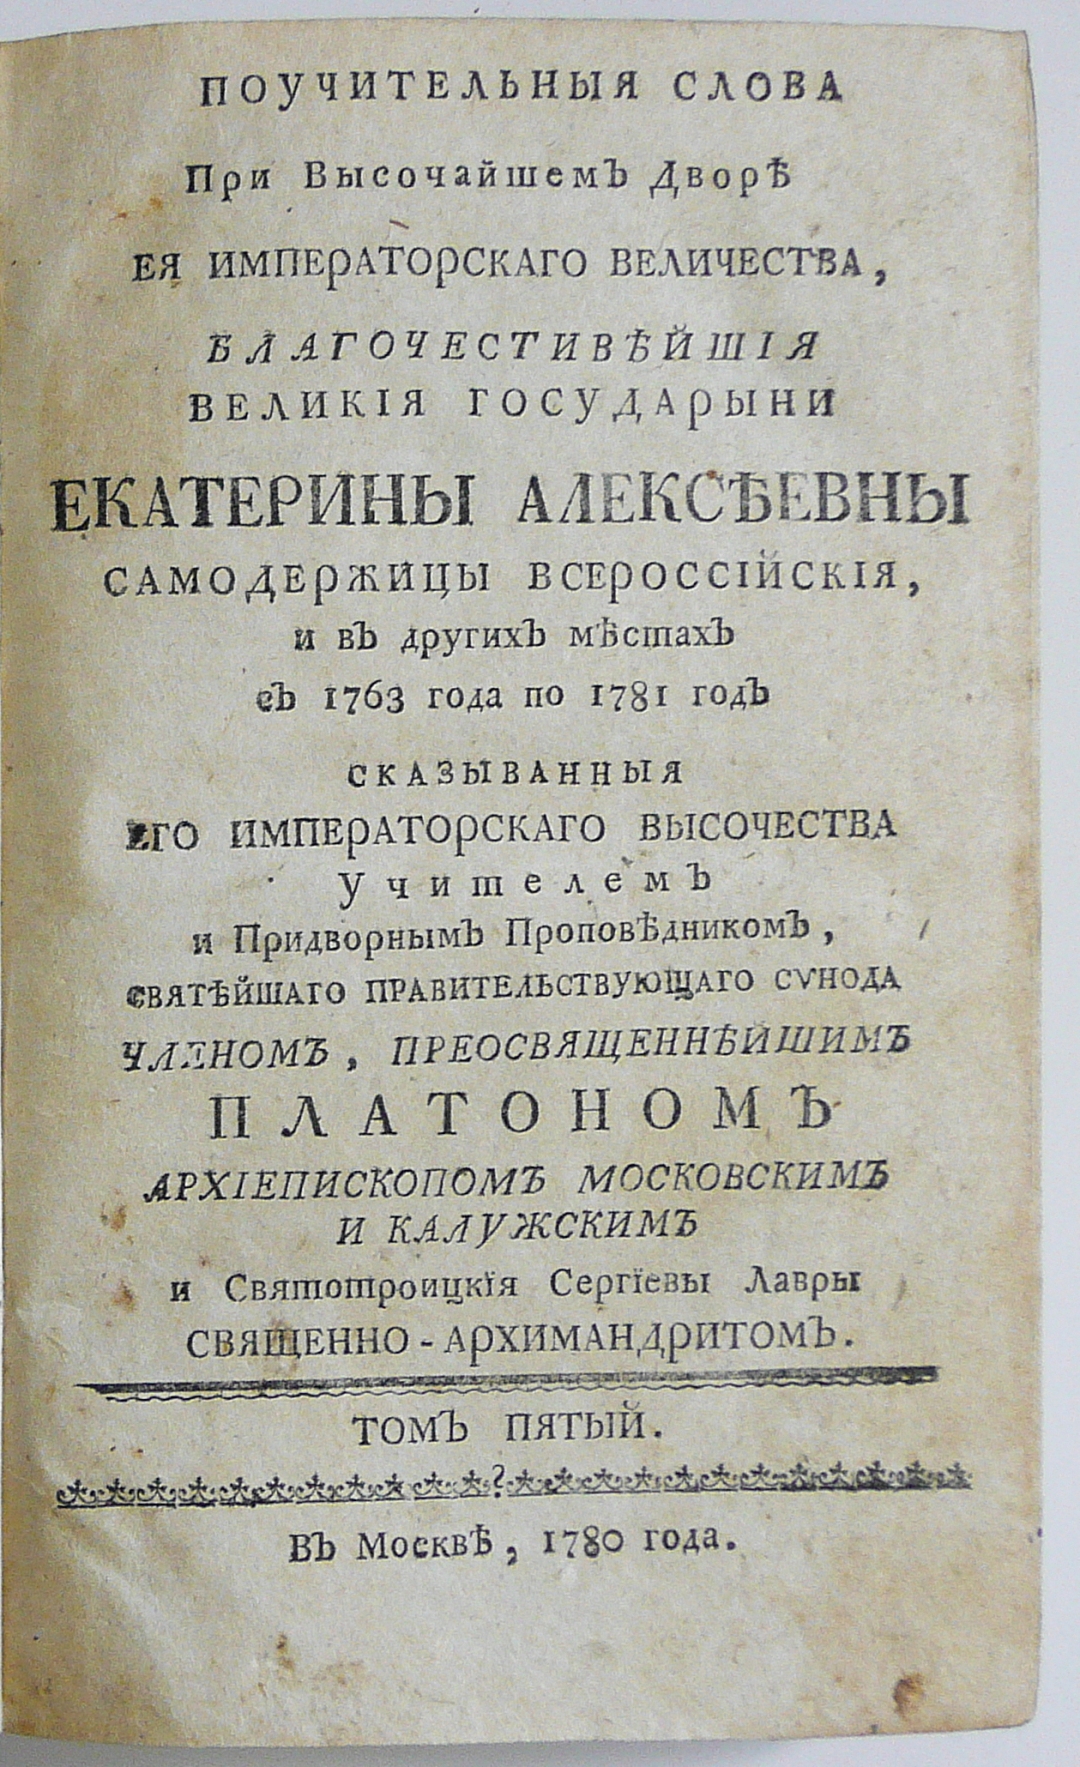 ПОУЧИТЕЛЬНЫЯ СЛОВА
При Высочайшемъ Дворѣ
ЕЯ ИМПЕРАТОРСКАГО ВЕЛИЧЕСТВА,
БЛАГОЧЕСТИВѢЙШІЯ
ВЕЛИКІЯ ГОСУДАРЫНИ
ЕКАТЕРИНЫ АЛЕКСѢЕВНЫ
САМОДЕРЖИЦЫ ВСЕРОССІЙСКІЯ,
и въ другихъ мѣстахъ
съ 1763 года по 1781 годъ
СКАЗЫВАННЫЯ
ЕГО ИМПЕРАТОРСКАГО ВЫСОЧЕСТВА
Учителемъ
и Придворнымъ Проповѣдникомъ,
СВЯТѢЙШАГО ПРАВИТЕЛЬСТВУЮЩАГО СѴНОДА
ЧЛЕНОМЪ, ПРЕОСВЯЩЕННѢЙШИМЪ
ПЛАТОНОМЪ
АРХІЕПИСКОПОМЪ МОСКОВСКИМЪ
И КАЛУЖСКИМЪ
и Святотроицкїя Сергїевы Лавры
СВЯЩЕННО-АРХИМАНДРИТОМЪ.
ТОМЪ ПЯТЫЙ.
Въ Москвѣ, 1780 года.